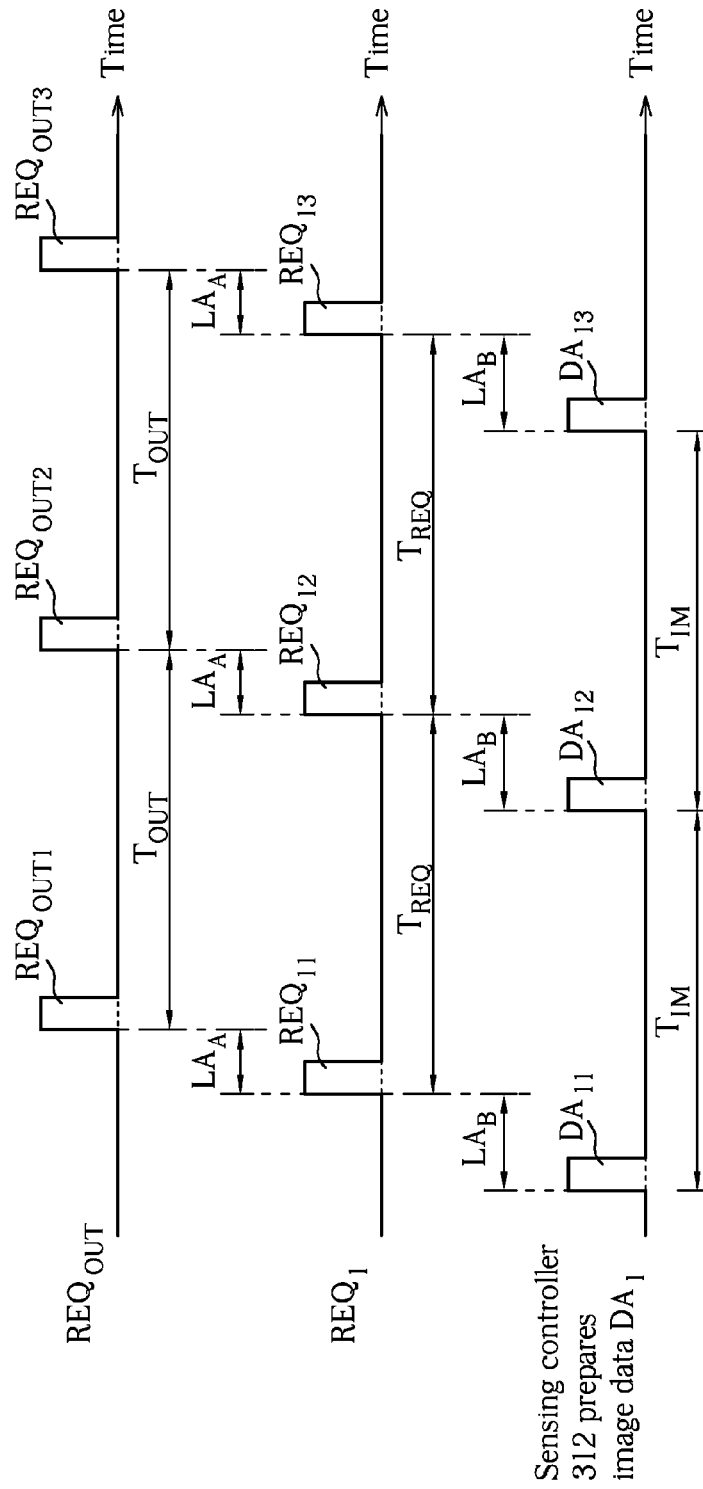 REQOUT
REQOUT1
REQOUT2
REQOUT3
Time
TOUT
TOUT
LAA
LAA
LAA
REQ1
REQ11
REQ12
REQ13
Time
TREQ
TREQ
LAB
LAB
LAB
Sensing controller
312 prepares
image data DA1
DA11
DA12
DA13
Time
TIM
TIM